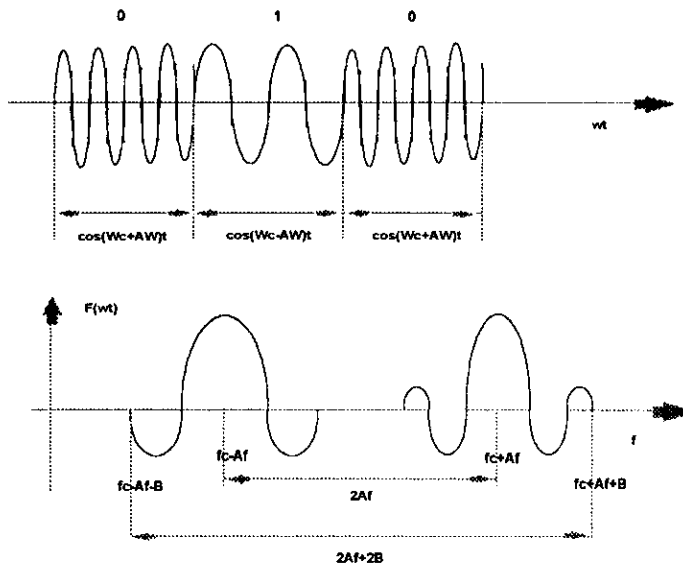 0 1 0
wt
cos(Wc+AW)t cos(Wc-AW)t cos(Wc+AW)t
F(wt)
f
fc-Af fc+Af
fc-Af-B fc+Af+B
2Af
2Af+2B